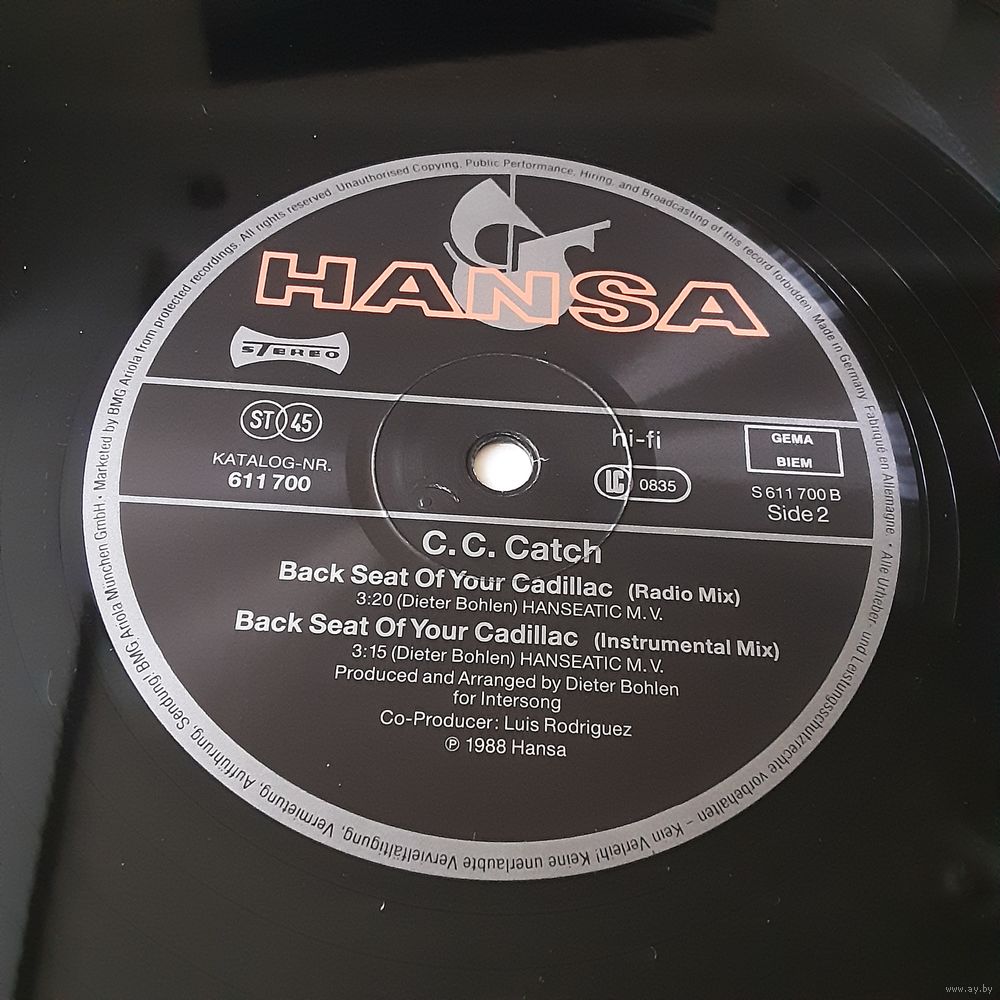 Marketed by BMG Ariola from protected recordings. All rights reserved. Unauthorised Copying, Public Performance, Hiring, and Broadcasting of this record forbidden. Made in Germany. Fabriqué en Allemagne. • Alle Urheber- und Leistungsschutzrechte vorbehalten – Kein Verleih! Keine unerlaubte Vervielfältigung, Vermietung, Aufführung, Sendung! BMG Ariola München GmbH. •
HANSA
STEREO
ST 45
KATALOG-NR.
611 700
hi-fi
LC 0835
GEMA
BIEM
S 611 700 B
Side 2
C. C. Catch
Back Seat Of Your Cadillac (Radio Mix)
3:20 (Dieter Bohlen) HANSEATIC M. V.
Back Seat Of Your Cadillac (Instrumental Mix)
3:15 (Dieter Bohlen) HANSEATIC M. V.
Produced and Arranged by Dieter Bohlen
for Intersong
Co-Producer: Luis Rodriguez
℗ 1988 Hansa
www.ay.by